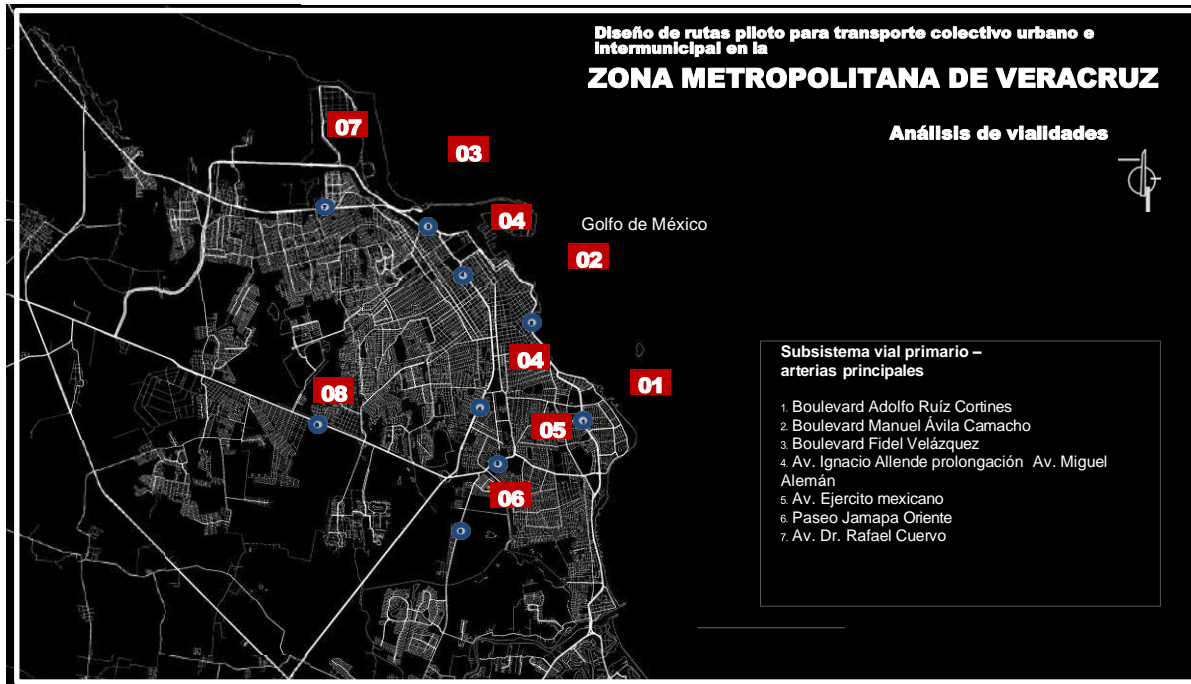 Diseño de rutas piloto para transporte colectivo urbano e
intermunicipal en la
ZONA METROPOLITANA DE VERACRUZ
Análisis de vialidades
07
03
04
Golfo de México
02
04
01
08
05
06
Subsistema vial primario –
arterias principales
1. Boulevard Adolfo Ruíz Cortines
2. Boulevard Manuel Ávila Camacho
3. Boulevard Fidel Velázquez
4. Av. Ignacio Allende prolongación Av. Miguel
Alemán
5. Av. Ejercito mexicano
6. Paseo Jamapa Oriente
7. Av. Dr. Rafael Cuervo